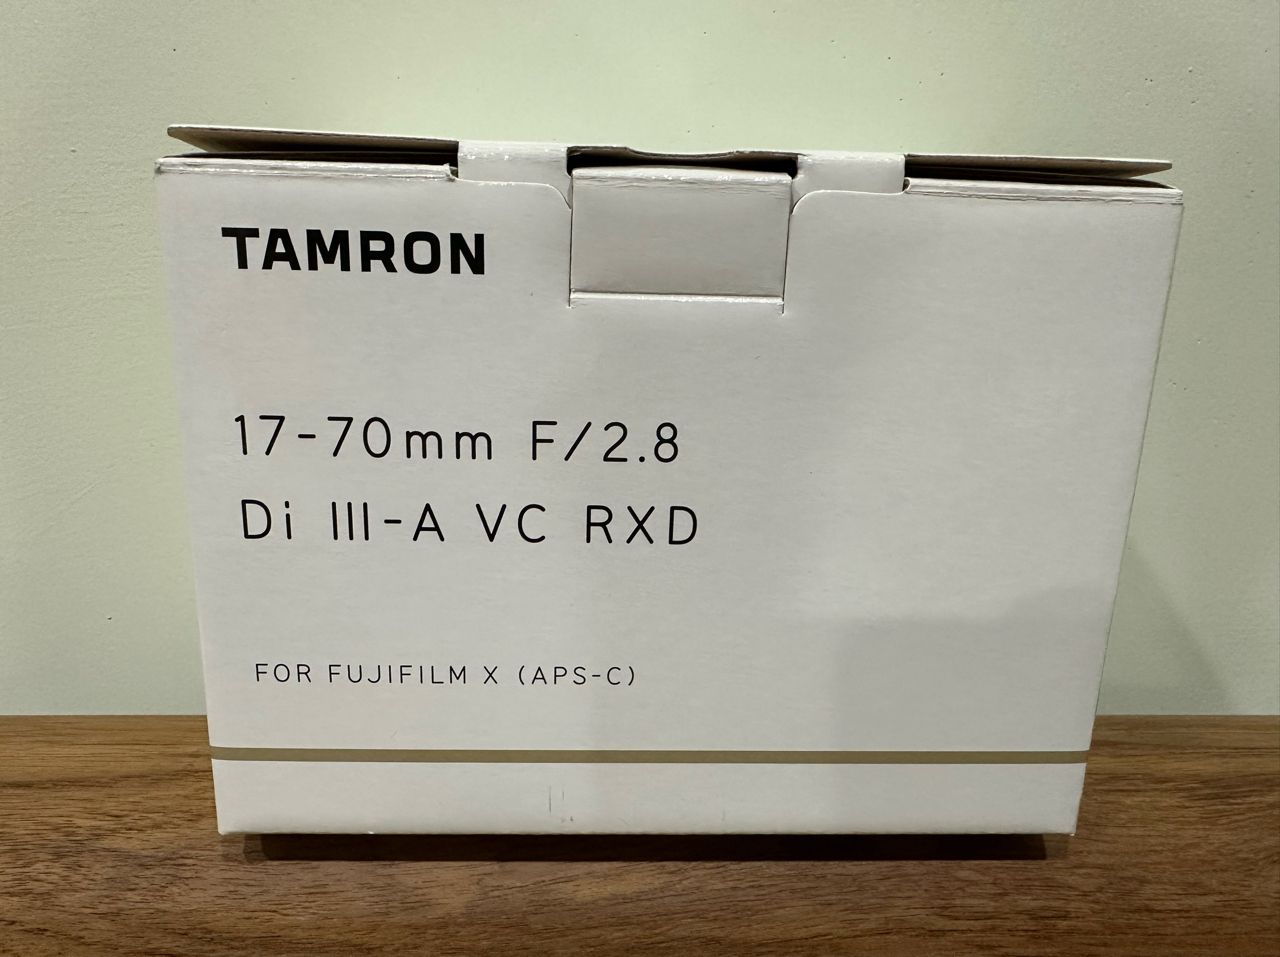 TAMRON
17-70mm F/2.8
Di III-A VC RXD
FOR FUJIFILM X (APS-C)